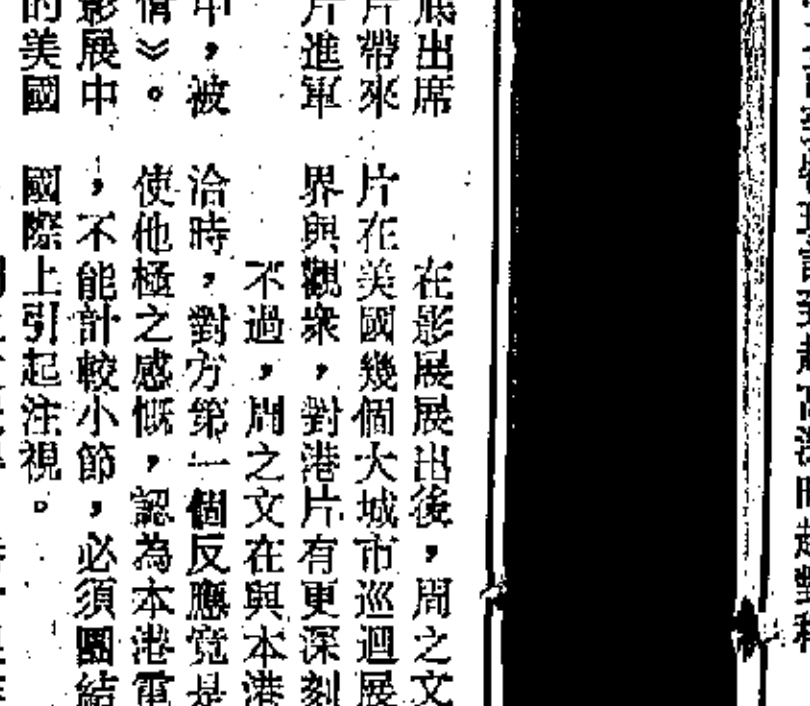 底出席
片帶來
片進軍
中，被
情》。
影展中
的美國
在影展展出後，周之文
片在美國幾個大城市巡迴展
界與觀衆，對港片有更深刻
不過，周之文在與本港
洽時，對方第一個反應竟是
使他極之感慨，認為本港電
，不能計較小節，必須團結
國際上引起注視。